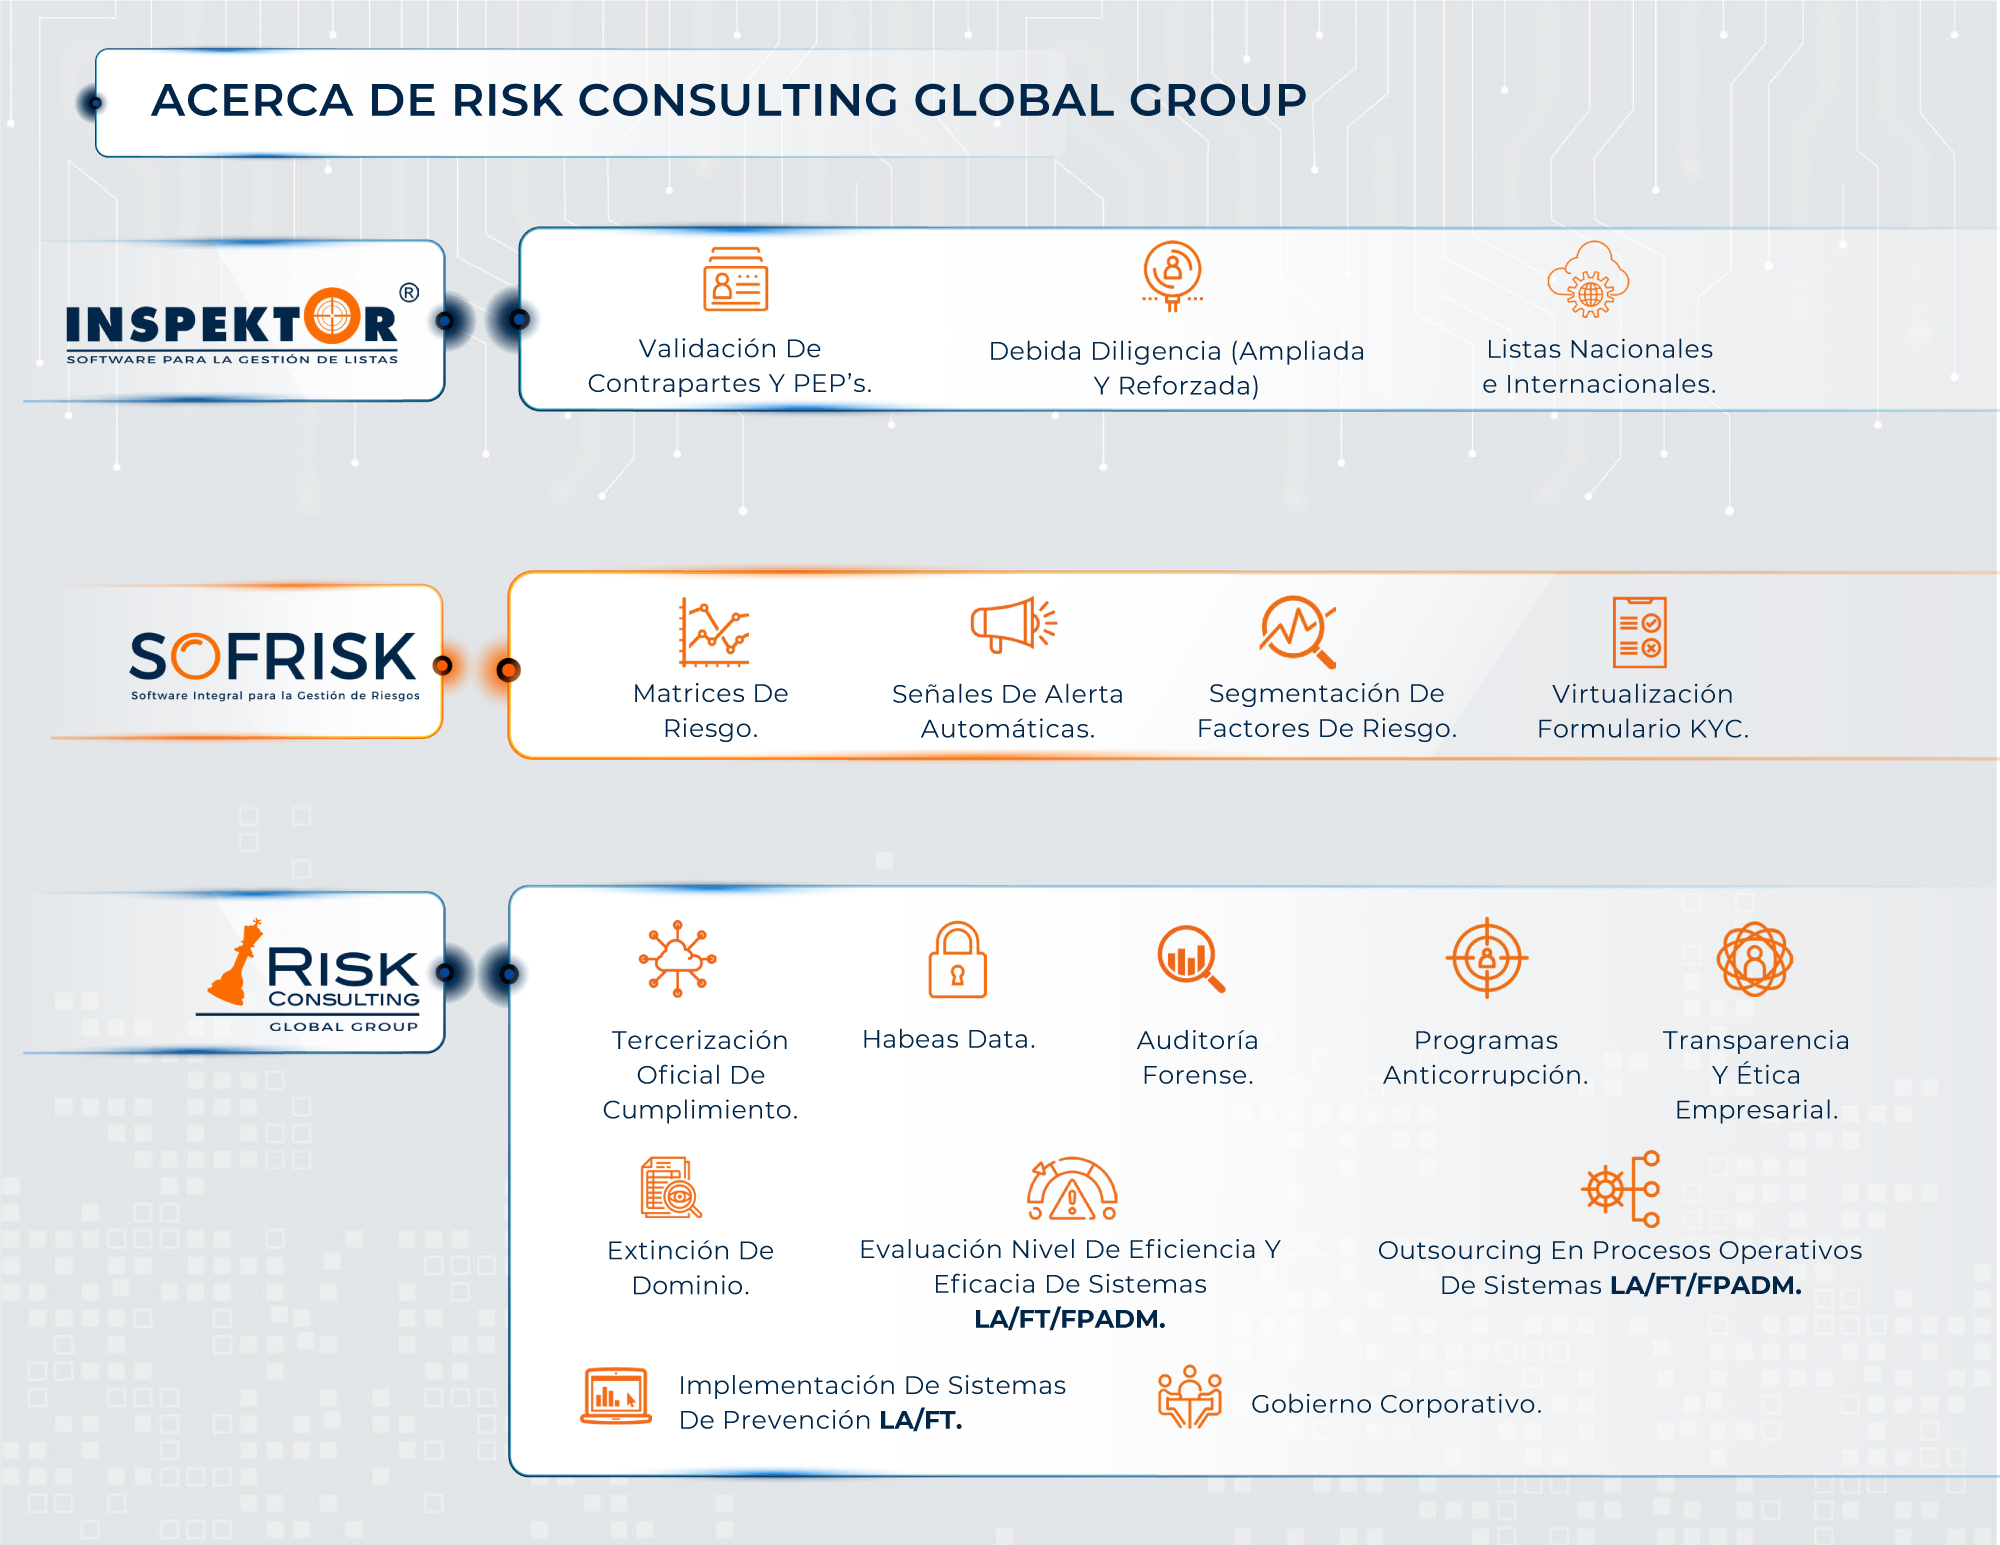 ACERCA DE RISK CONSULTING GLOBAL GROUP
INSPEKTOR®
SOFTWARE PARA LA GESTIÓN DE LISTAS
Validación De
Contrapartes Y PEP’s.
Debida Diligencia (Ampliada
Y Reforzada)
Listas Nacionales
e Internacionales.
SOFRISK
Software Integral para la Gestión de Riesgos
Matrices De
Riesgo.
Señales De Alerta
Automáticas.
Segmentación De
Factores De Riesgo.
Virtualización
Formulario KYC.
RISK
CONSULTING
GLOBAL GROUP
Tercerización
Oficial De
Cumplimiento.
Habeas Data.
Auditoría
Forense.
Programas
Anticorrupción.
Transparencia
Y Ética
Empresarial.
Extinción De
Dominio.
Evaluación Nivel De Eficiencia Y
Eficacia De Sistemas
LA/FT/FPADM.
Outsourcing En Procesos Operativos
De Sistemas LA/FT/FPADM.
Implementación De Sistemas
De Prevención LA/FT.
Gobierno Corporativo.